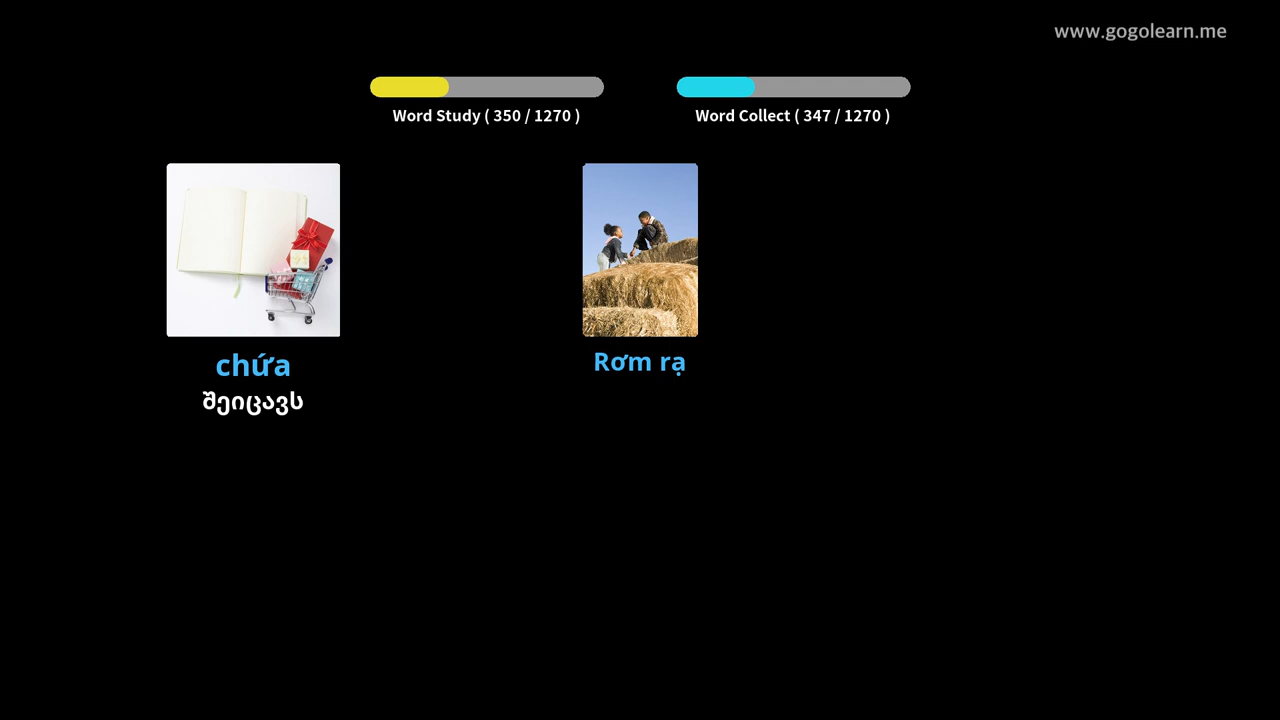 www.gogolearn.me
Word Study ( 350 / 1270 )
Word Collect ( 347 / 1270 )
chứa
შეიცავს
Rơm rạ